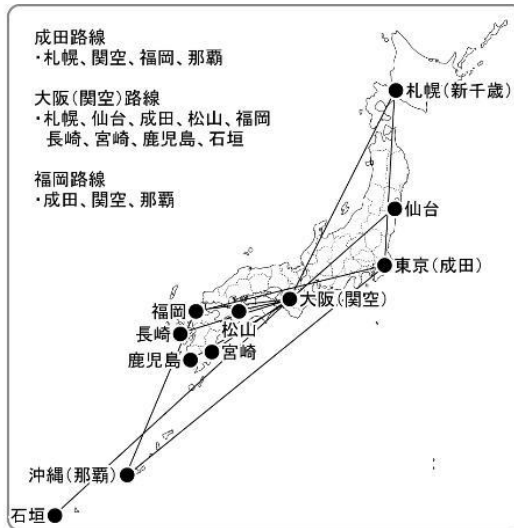 成田路線
・札幌、関空、福岡、那覇
大阪(関空)路線
・札幌、仙台、成田、松山、福岡
長崎、宮崎、鹿児島、石垣
福岡路線
・成田、関空、那覇
札幌(新千歳)
仙台
東京(成田)
大阪(関空)
福岡
松山
長崎
宮崎
鹿児島
沖縄(那覇)
石垣